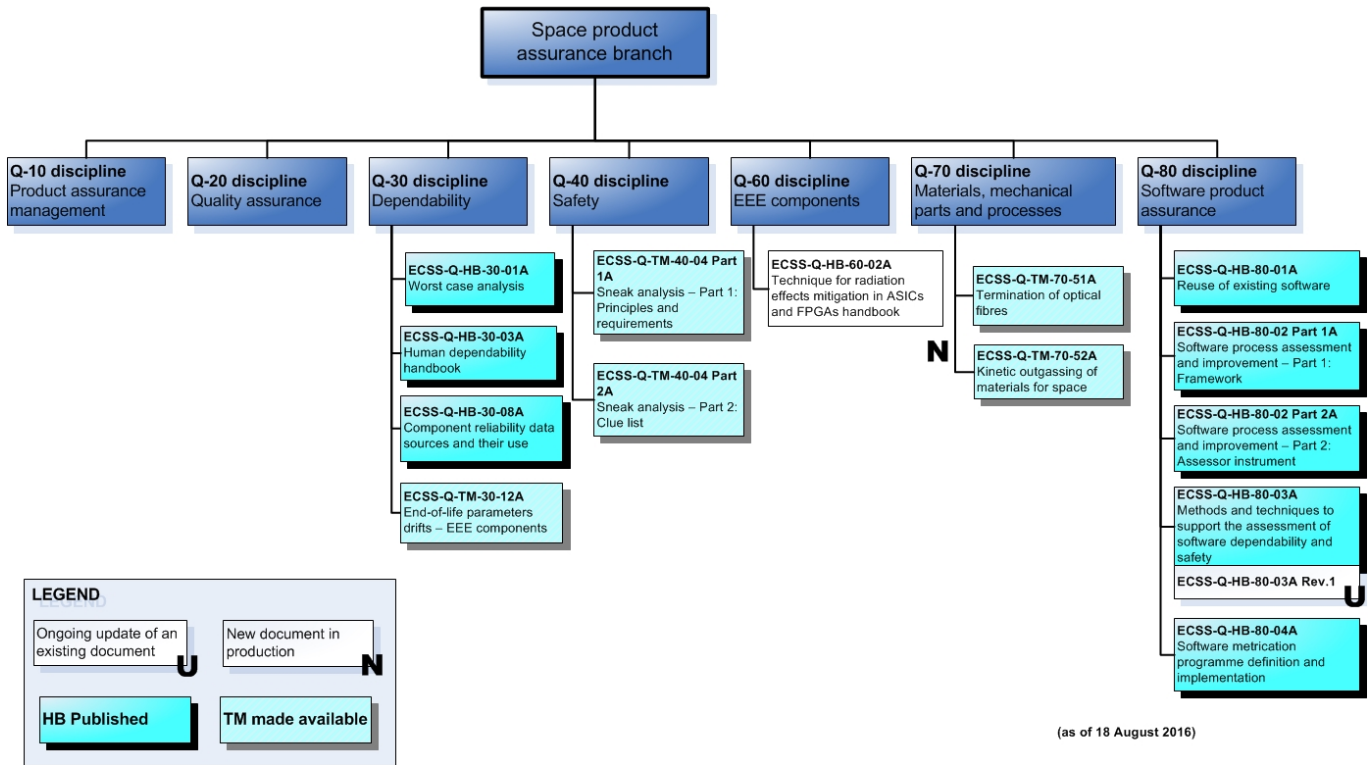 Space product
assurance branch
Q-10 discipline
Product assurance
management
Q-20 discipline
Quality assurance
Q-30 discipline
Dependability
Q-40 discipline
Safety
Q-60 discipline
EEE components
Q-70 discipline
Materials, mechanical
parts and processes
Q-80 discipline
Software product
assurance
ECSS-Q-HB-30-01A
Worst case analysis
ECSS-Q-HB-30-03A
Human dependability
handbook
ECSS-Q-HB-30-08A
Component reliability data
sources and their use
ECSS-Q-TM-30-12A
End-of-life parameters
drifts – EEE components
ECSS-Q-TM-40-04 Part
1A
Sneak analysis – Part 1:
Principles and
requirements
ECSS-Q-TM-40-04 Part
2A
Sneak analysis – Part 2:
Clue list
ECSS-Q-HB-60-02A
Technique for radiation
effects mitigation in ASICs
and FPGAs handbook
N
ECSS-Q-TM-70-51A
Termination of optical
fibres
ECSS-Q-TM-70-52A
Kinetic outgassing of
materials for space
ECSS-Q-HB-80-01A
Reuse of existing software
ECSS-Q-HB-80-02 Part 1A
Software process assessment
and improvement – Part 1:
Framework
ECSS-Q-HB-80-02 Part 2A
Software process assessment
and improvement – Part 2:
Assessor instrument
ECSS-Q-HB-80-03A
Methods and techniques to
support the assessment of
software dependability and
safety
ECSS-Q-HB-80-03A Rev.1
U
ECSS-Q-HB-80-04A
Software metrication
programme definition and
implementation
LEGEND
LEGEND
Ongoing update of an
existing document
U
New document in
production
N
HB Published
TM made available
(as of 18 August 2016)